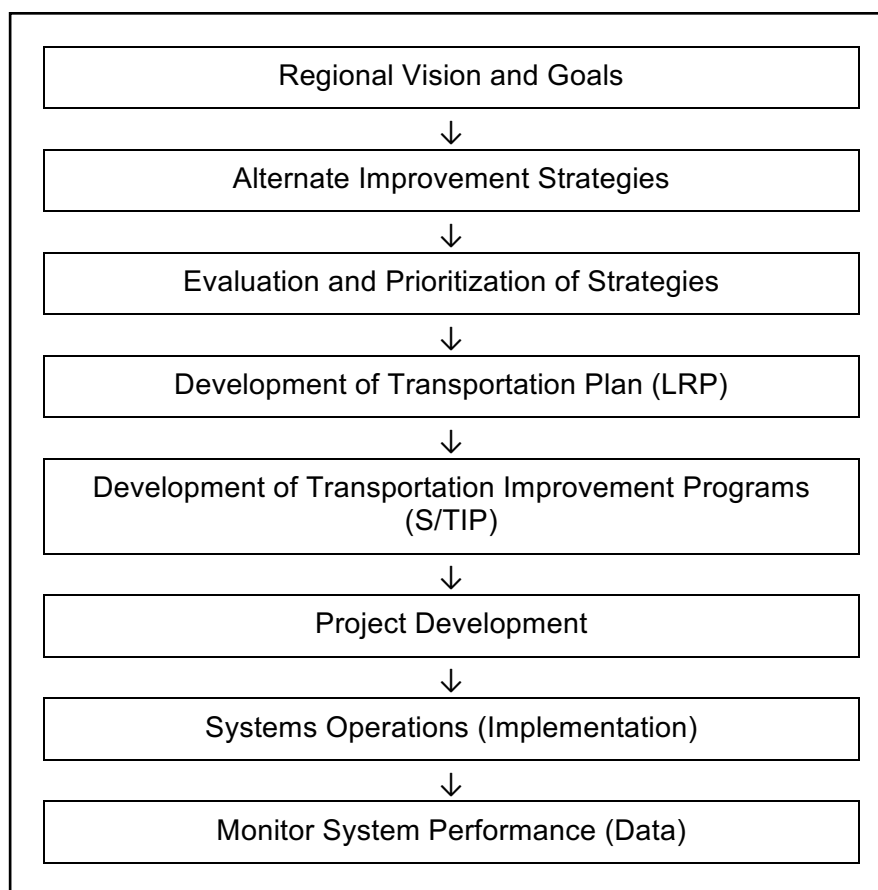 Regional Vision and Goals
↓
Alternate Improvement Strategies
↓
Evaluation and Prioritization of Strategies
↓
Development of Transportation Plan (LRP)
↓
Development of Transportation Improvement Programs
(S/TIP)
↓
Project Development
↓
Systems Operations (Implementation)
↓
Monitor System Performance (Data)